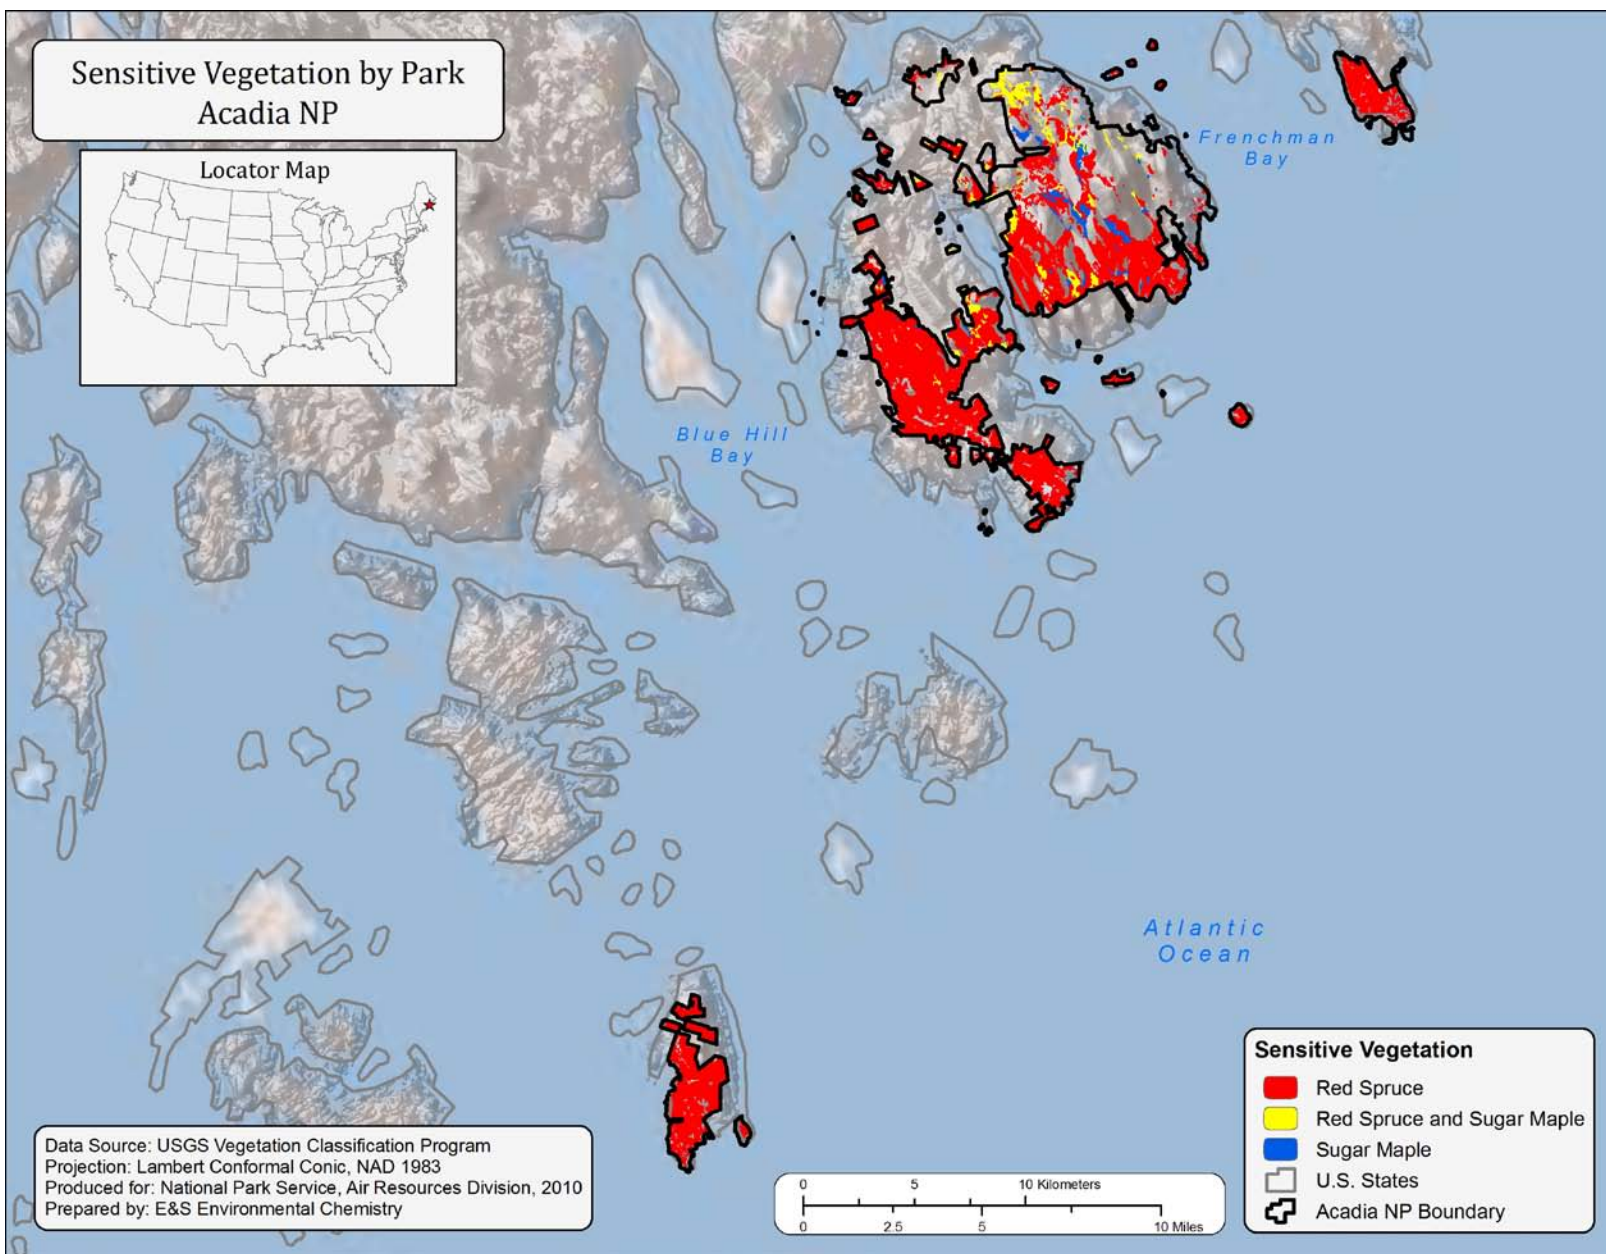 Sensitive Vegetation by Park
Acadia NP
Locator Map
Frenchman
Bay
Blue Hill
Bay
Atlantic
Ocean
Sensitive Vegetation
Red Spruce
Red Spruce and Sugar Maple
Sugar Maple
U.S. States
Acadia NP Boundary
Data Source: USGS Vegetation Classification Program
Projection: Lambert Conformal Conic, NAD 1983
Produced for: National Park Service, Air Resources Division, 2010
Prepared by: E&S Environmental Chemistry
0 5 10 Kilometers
0 2.5 5 10 Miles